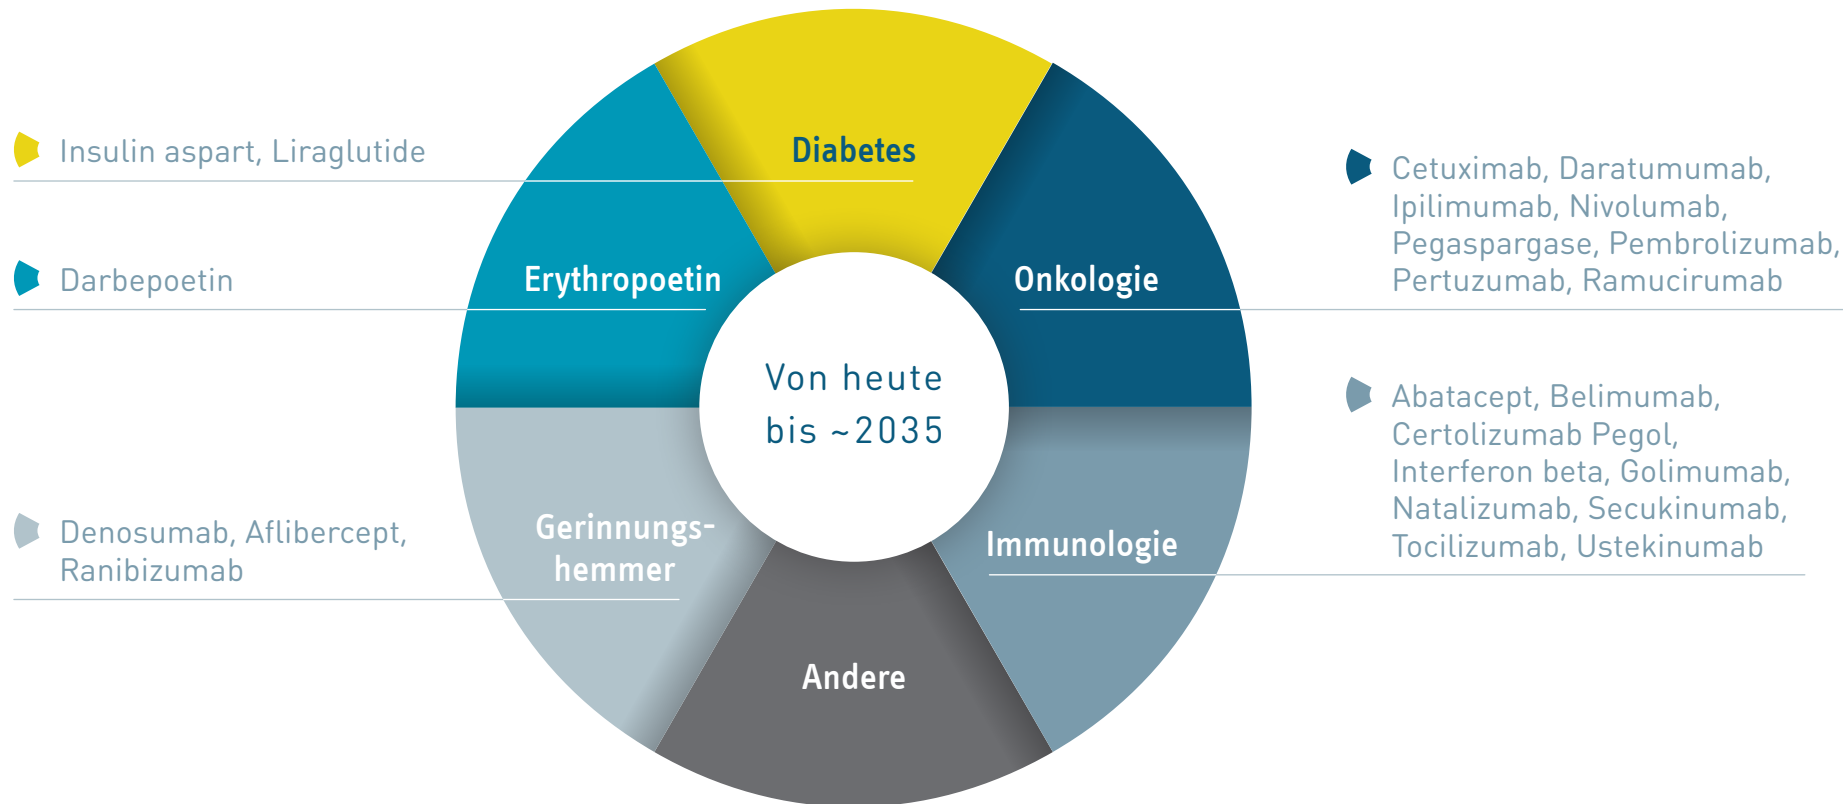 Diabetes
Insulin aspart, Liraglutide
Erythropoetin
Darbepoetin
Gerinnungs-
hemmer
Denosumab, Aflibercept,
Ranibizumab
Von heute
bis ~2035
Andere
Onkologie
Cetuximab, Daratumumab,
Ipilimumab, Nivolumab,
Pegaspargase, Pembrolizumab,
Pertuzumab, Ramucirumab
Immunologie
Abatacept, Belimumab,
Certolizumab Pegol,
Interferon beta, Golimumab,
Natalizumab, Secukinumab,
Tocilizumab, Ustekinumab